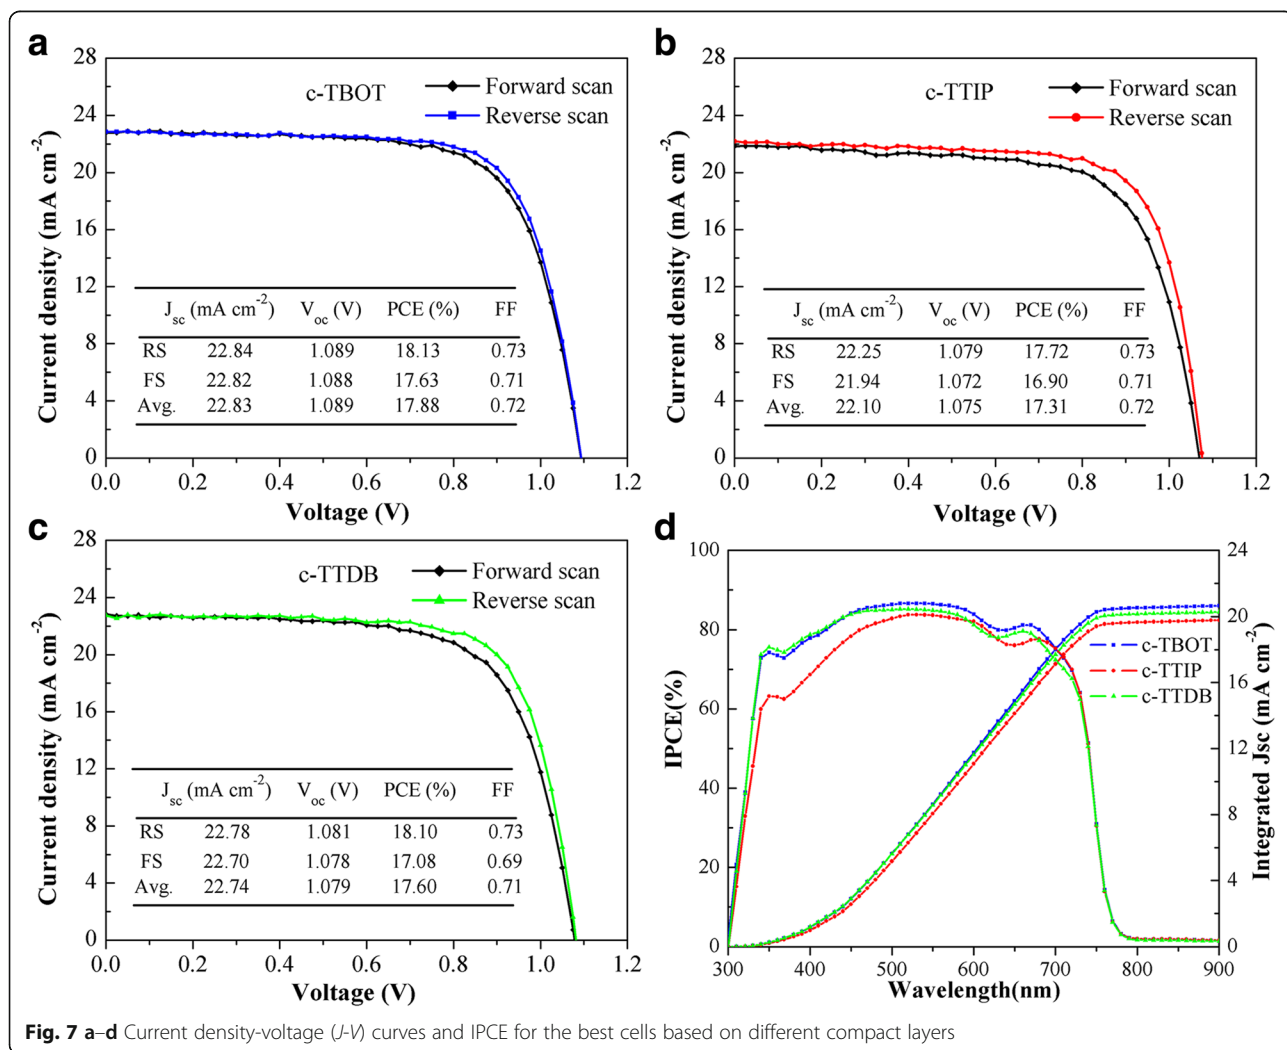 a
28
24
20
16
12
8
4
0
Current density (mA cm-2)
c-TBOT
Forward scan
Reverse scan
Jsc (mA cm-2) Voc (V) PCE (%) FF
RS 22.84 1.089 18.13 0.73
FS 22.82 1.088 17.63 0.71
Avg. 22.83 1.089 17.88 0.72
0.0 0.2 0.4 0.6 0.8 1.0 1.2
Voltage (V)
b
28
24
20
16
12
8
4
0
Current density (mA cm-2)
c-TTIP
Forward scan
Reverse scan
Jsc (mA cm-2) Voc (V) PCE (%) FF
RS 22.25 1.079 17.72 0.73
FS 21.94 1.072 16.90 0.71
Avg. 22.10 1.075 17.31 0.72
0.0 0.2 0.4 0.6 0.8 1.0 1.2
Voltage (V)
c
28
24
20
16
12
8
4
0
Current density (mA cm-2)
c-TTDB
Forward scan
Reverse scan
Jsc (mA cm-2) Voc (V) PCE (%) FF
RS 22.78 1.081 18.10 0.73
FS 22.70 1.078 17.08 0.69
Avg. 22.74 1.079 17.60 0.71
0.0 0.2 0.4 0.6 0.8 1.0 1.2
Voltage (V)
d
100
80
60
40
20
0
IPCE(%)
c-TBOT
c-TTIP
c-TTDB
24
20
16
12
8
4
0
Integrated Jsc (mA cm-2)
300 400 500 600 700 800 900
Wavelength(nm)
Fig. 7 a–d Current density-voltage (J-V) curves and IPCE for the best cells based on different compact layers